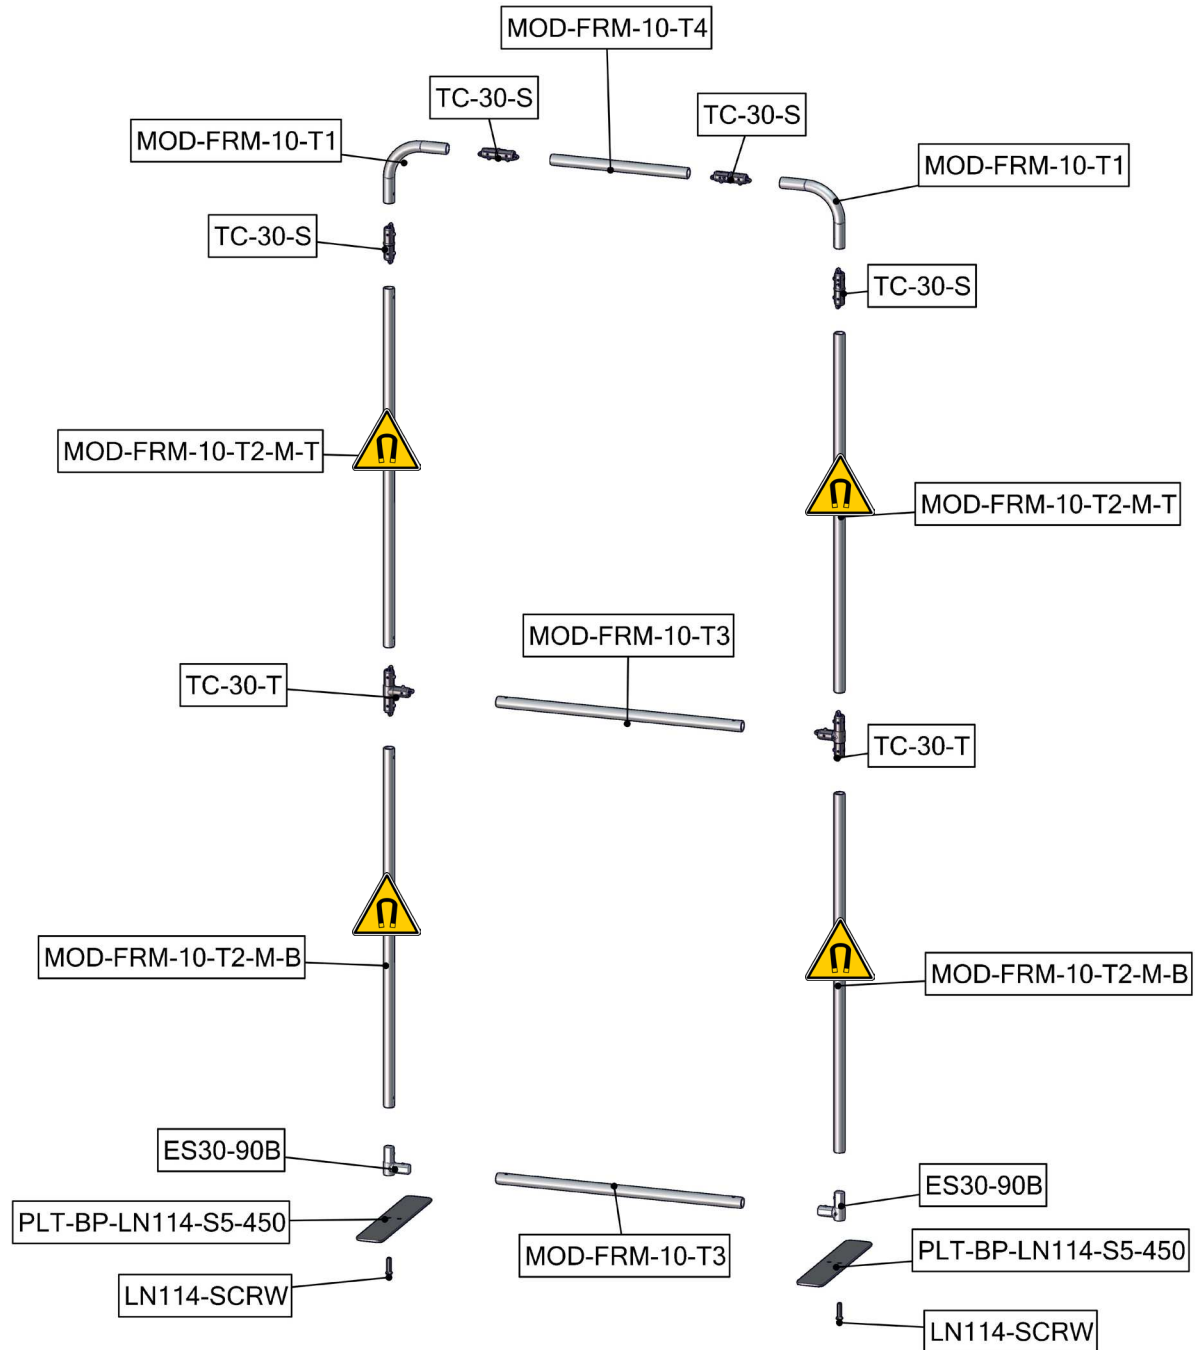 MOD-FRM-10-T4
TC-30-S
TC-30-S
MOD-FRM-10-T1
MOD-FRM-10-T1
TC-30-S
TC-30-S
MOD-FRM-10-T2-M-T
MOD-FRM-10-T2-M-T
MOD-FRM-10-T3
TC-30-T
TC-30-T
MOD-FRM-10-T2-M-B
MOD-FRM-10-T2-M-B
ES30-90B
ES30-90B
PLT-BP-LN114-S5-450
MOD-FRM-10-T3
PLT-BP-LN114-S5-450
LN114-SCRW
LN114-SCRW